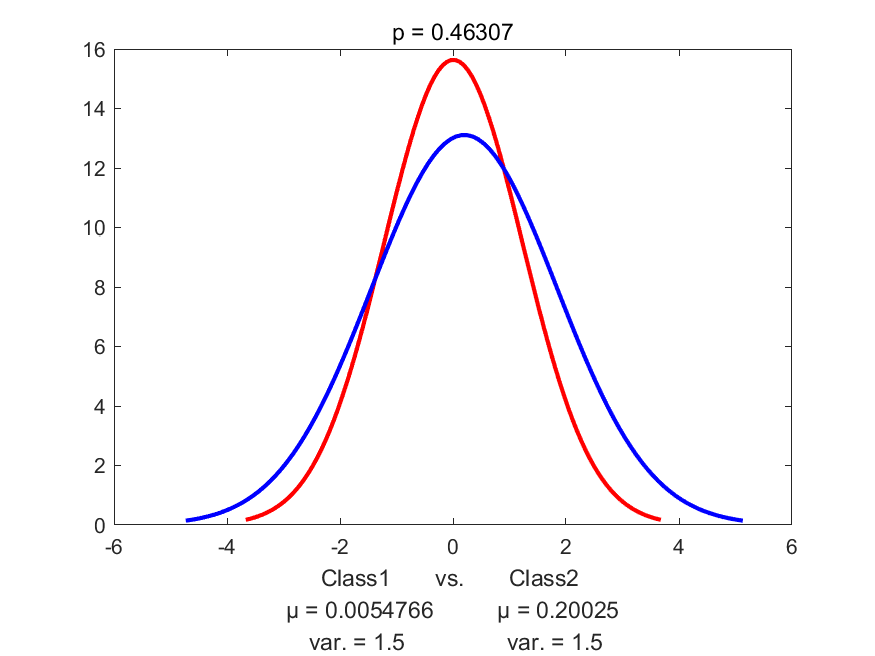 p = 0.46307
16
14
12
10
8
6
4
2
0
-6 -4 -2 0 2 4 6
Class1 vs. Class2
μ = 0.0054766 μ = 0.20025
var. = 1.5 var. = 1.5